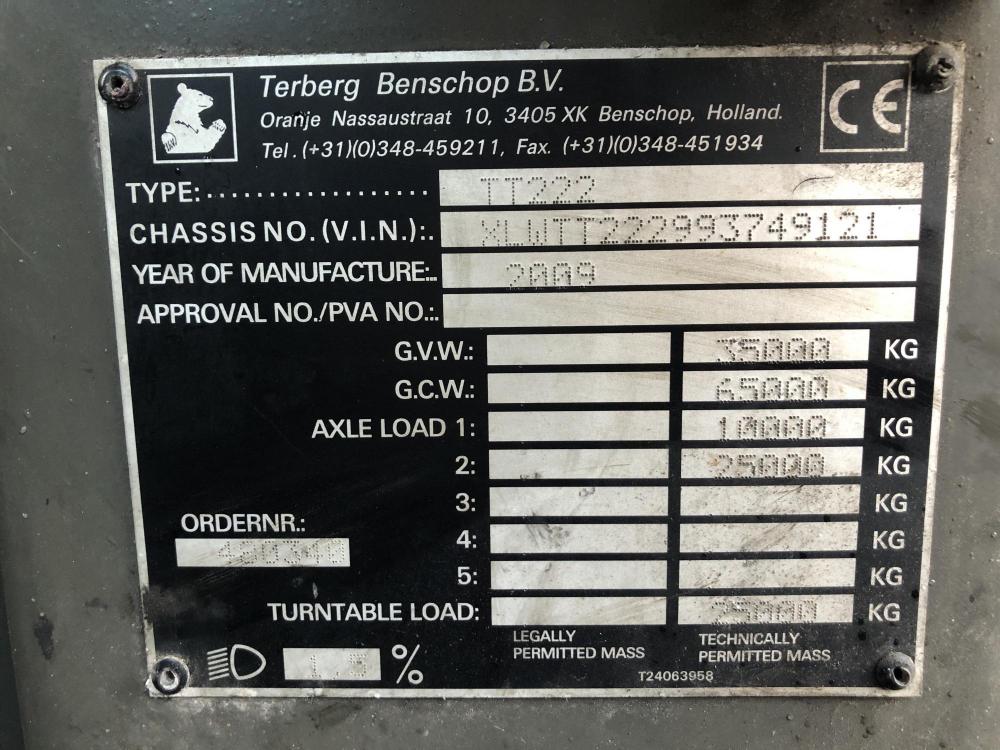 Terberg Benschop B.V.
Oranje Nassaustraat 10, 3405 XK Benschop, Holland.
Tel. (+31)(0)348-459211, Fax. (+31)(0)348-451934
CE
TYPE: .................. TT222
CHASSIS NO. (V.I.N.):. XLWTT222993749121
YEAR OF MANUFACTURE:.. 2009
APPROVAL NO./PVA NO.:.
G.V.W.: 35000 KG
G.C.W.: 65000 KG
AXLE LOAD 1: 10000 KG
2: 25000 KG
3: KG
4: KG
5: KG
ORDERNR.:
TURNTABLE LOAD: 25000 KG
LEGALLY PERMITTED MASS
TECHNICALLY PERMITTED MASS
1.5 %
T24063958